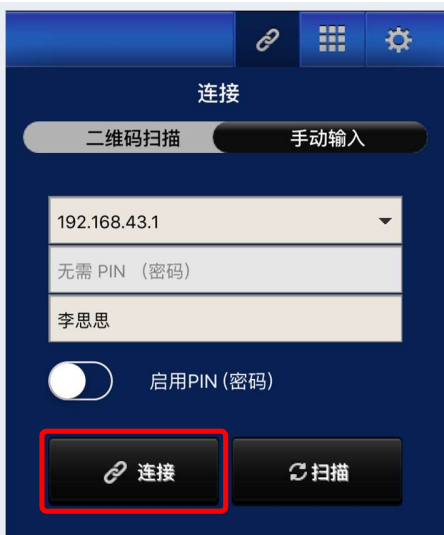 连接
二维码扫描 手动输入
192.168.43.1
无需 PIN （密码）
李思思
启用PIN (密码)
连接 扫描